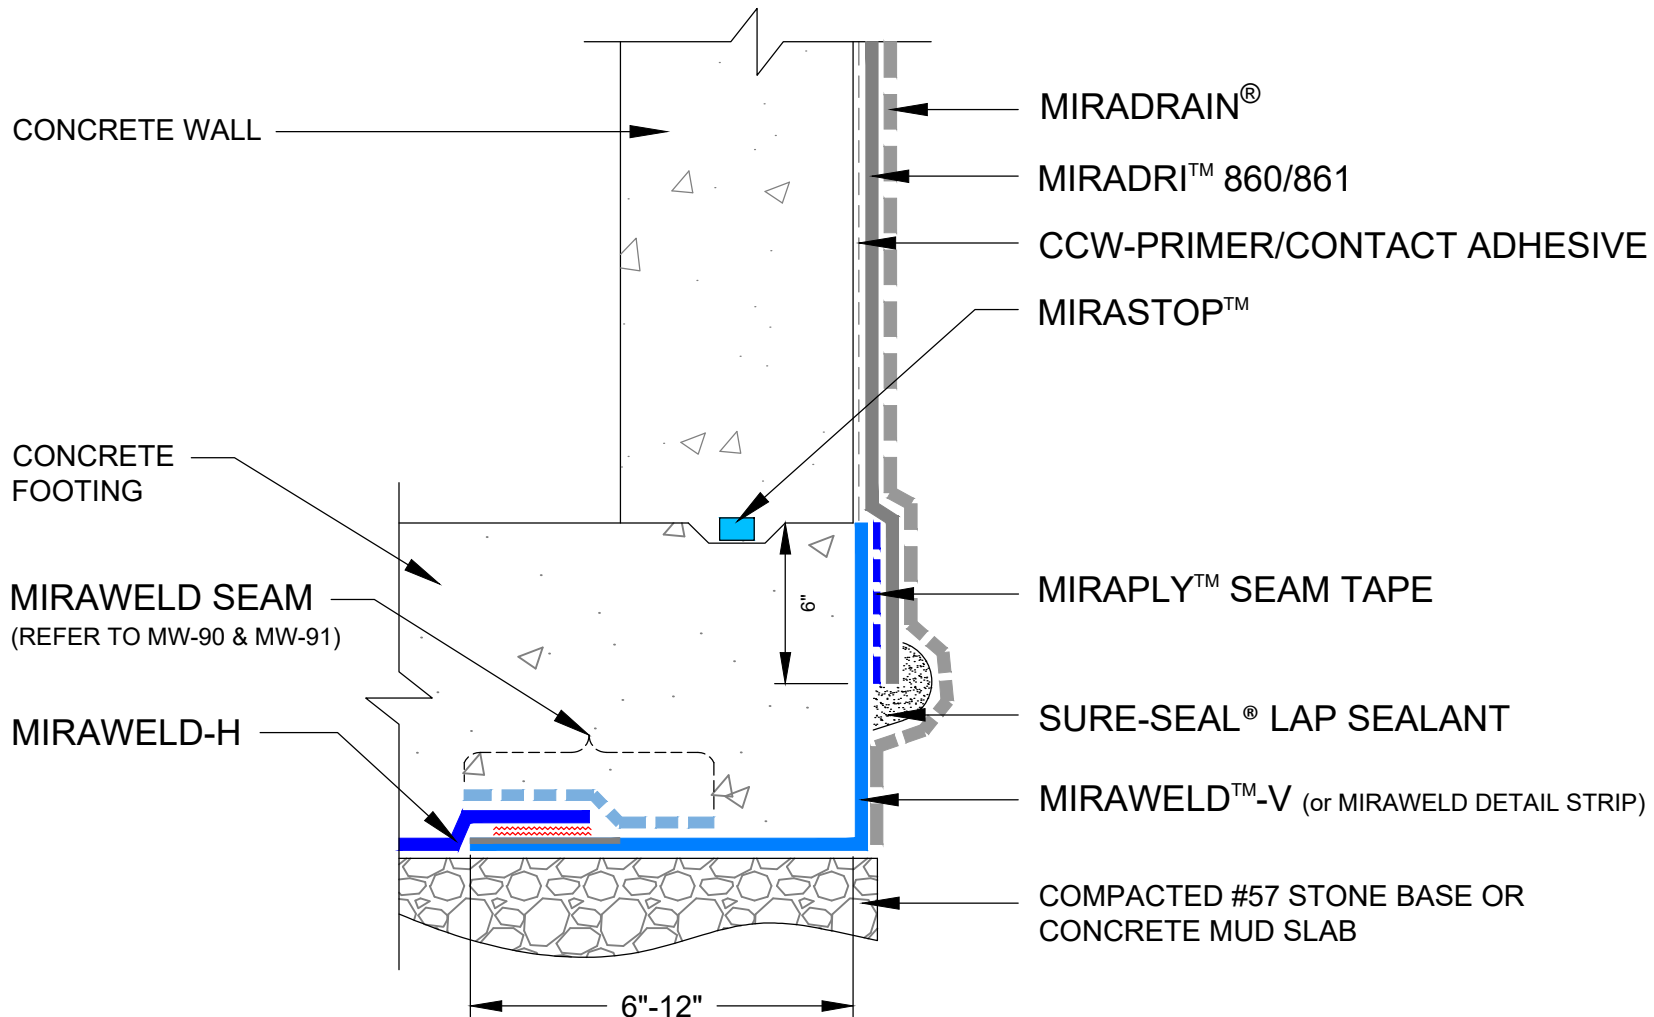 CONCRETE WALL
CONCRETE
FOOTING
MIRAWELD SEAM
(REFER TO MW-90 & MW-91)
MIRAWELD-H
6"
6"-12"
MIRADRAIN®
MIRADRI™ 860/861
CCW-PRIMER/CONTACT ADHESIVE
MIRASTOP™
MIRAPLY™ SEAM TAPE
SURE-SEAL® LAP SEALANT
MIRAWELD™-V (or MIRAWELD DETAIL STRIP)
COMPACTED #57 STONE BASE OR
CONCRETE MUD SLAB